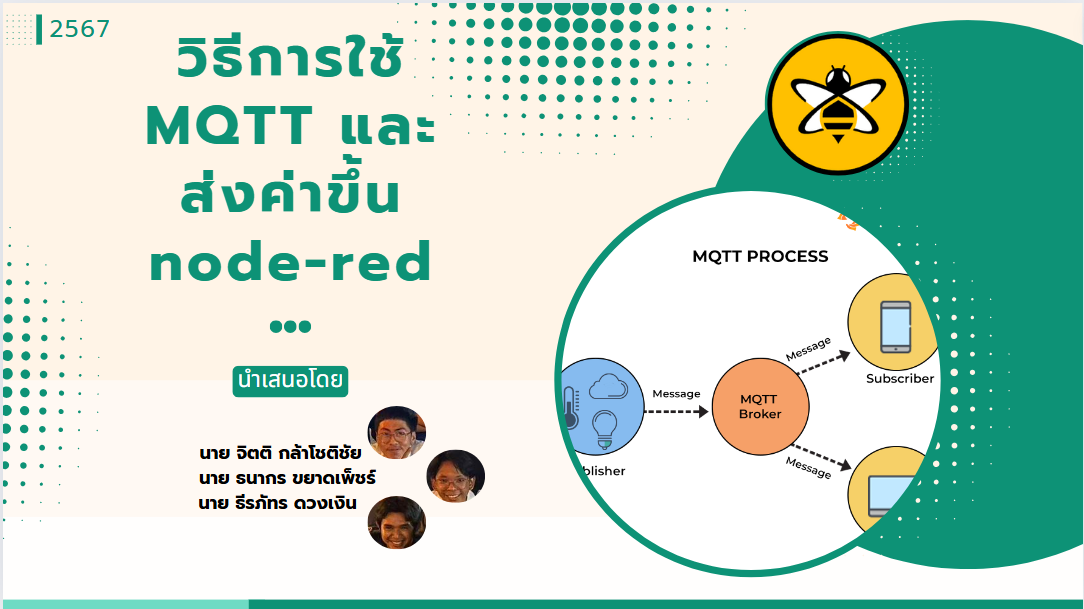 2567
วิธีการใช้
MQTT และ
ส่งค่าขึ้น
node-red
นำเสนอโดย
นาย จิตติ กล้าโชติชัย
นาย ธนากร ขยาดเพ็ชร์
นาย ธีรภัทร ดวงเงิน
MQTT PROCESS
Message
Subscriber
Message
MQTT
Broker
blisher
Message